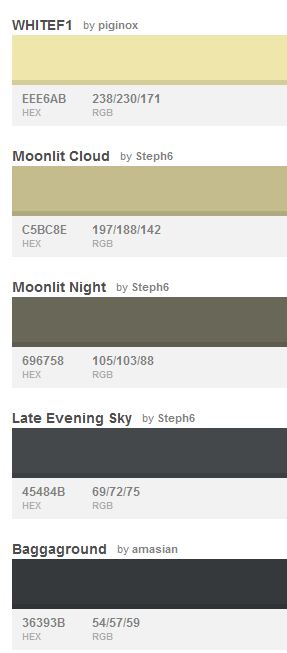 WHITEF1 by piginox
EEE6AB 238/230/171
HEX RGB
Moonlit Cloud by Steph6
C5BC8E 197/188/142
HEX RGB
Moonlit Night by Steph6
696758 105/103/88
HEX RGB
Late Evening Sky by Steph6
45484B 69/72/75
HEX RGB
Baggaground by amasian
36393B 54/57/59
HEX RGB